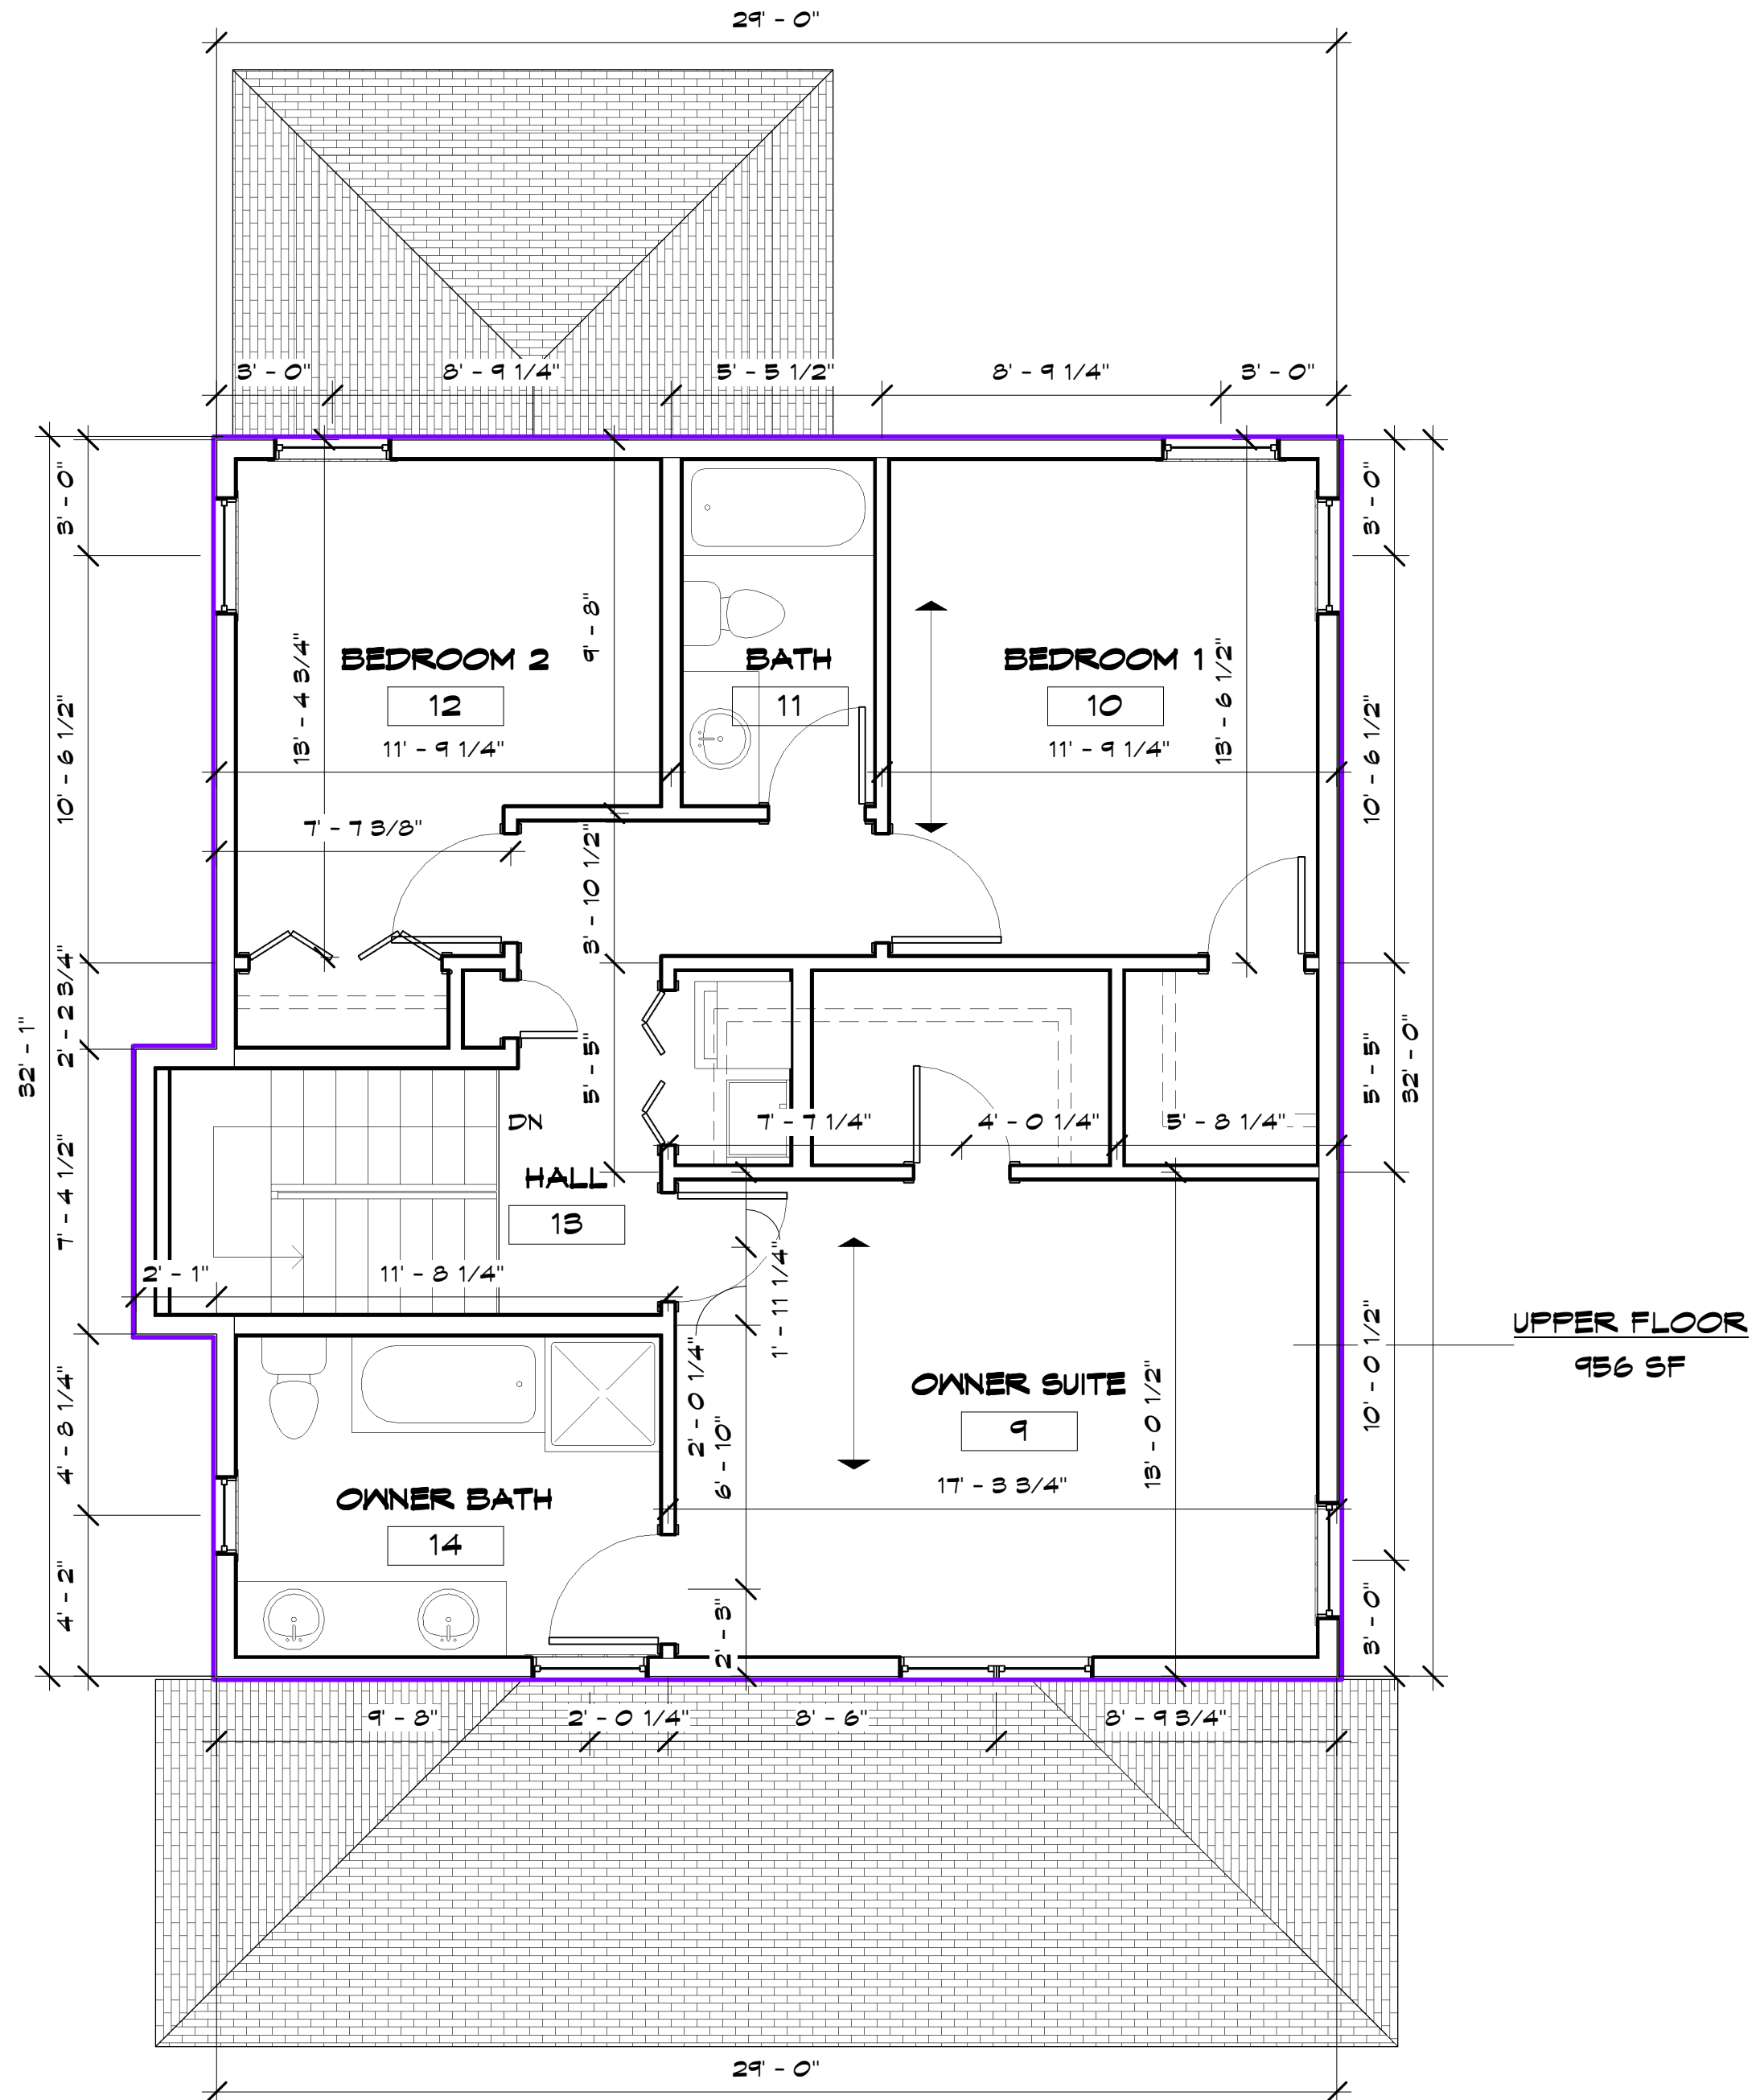 29' - 0"
3' - 0"
8' - 9 1/4"
5' - 5 1/2"
8' - 9 1/4"
3' - 0"
32' - 1"
3' - 0"
10' - 6 1/2"
2' - 2 3/4"
7' - 4 1/2"
4' - 8 1/4"
4' - 2"
BEDROOM 2
12
11' - 9 1/4"
13' - 4 3/4"
9' - 8"
7' - 7 3/8"
BATH
11
BEDROOM 1
10
11' - 9 1/4"
13' - 6 1/2"
3' - 10 1/2"
5' - 5"
DN
HALL
13
7' - 7 1/4"
4' - 0 1/4"
5' - 8 1/4"
2' - 1"
11' - 8 1/4"
1' - 11 1/4"
2' - 0 1/4"
6' - 10"
2' - 3"
OWNER SUITE
9
17' - 3 3/4"
13' - 0 1/2"
OWNER BATH
14
3' - 0"
10' - 6 1/2"
5' - 5"
32' - 0"
10' - 0 1/2"
3' - 0"
UPPER FLOOR
956 SF
9' - 8"
2' - 0 1/4"
8' - 6"
8' - 9 3/4"
29' - 0"